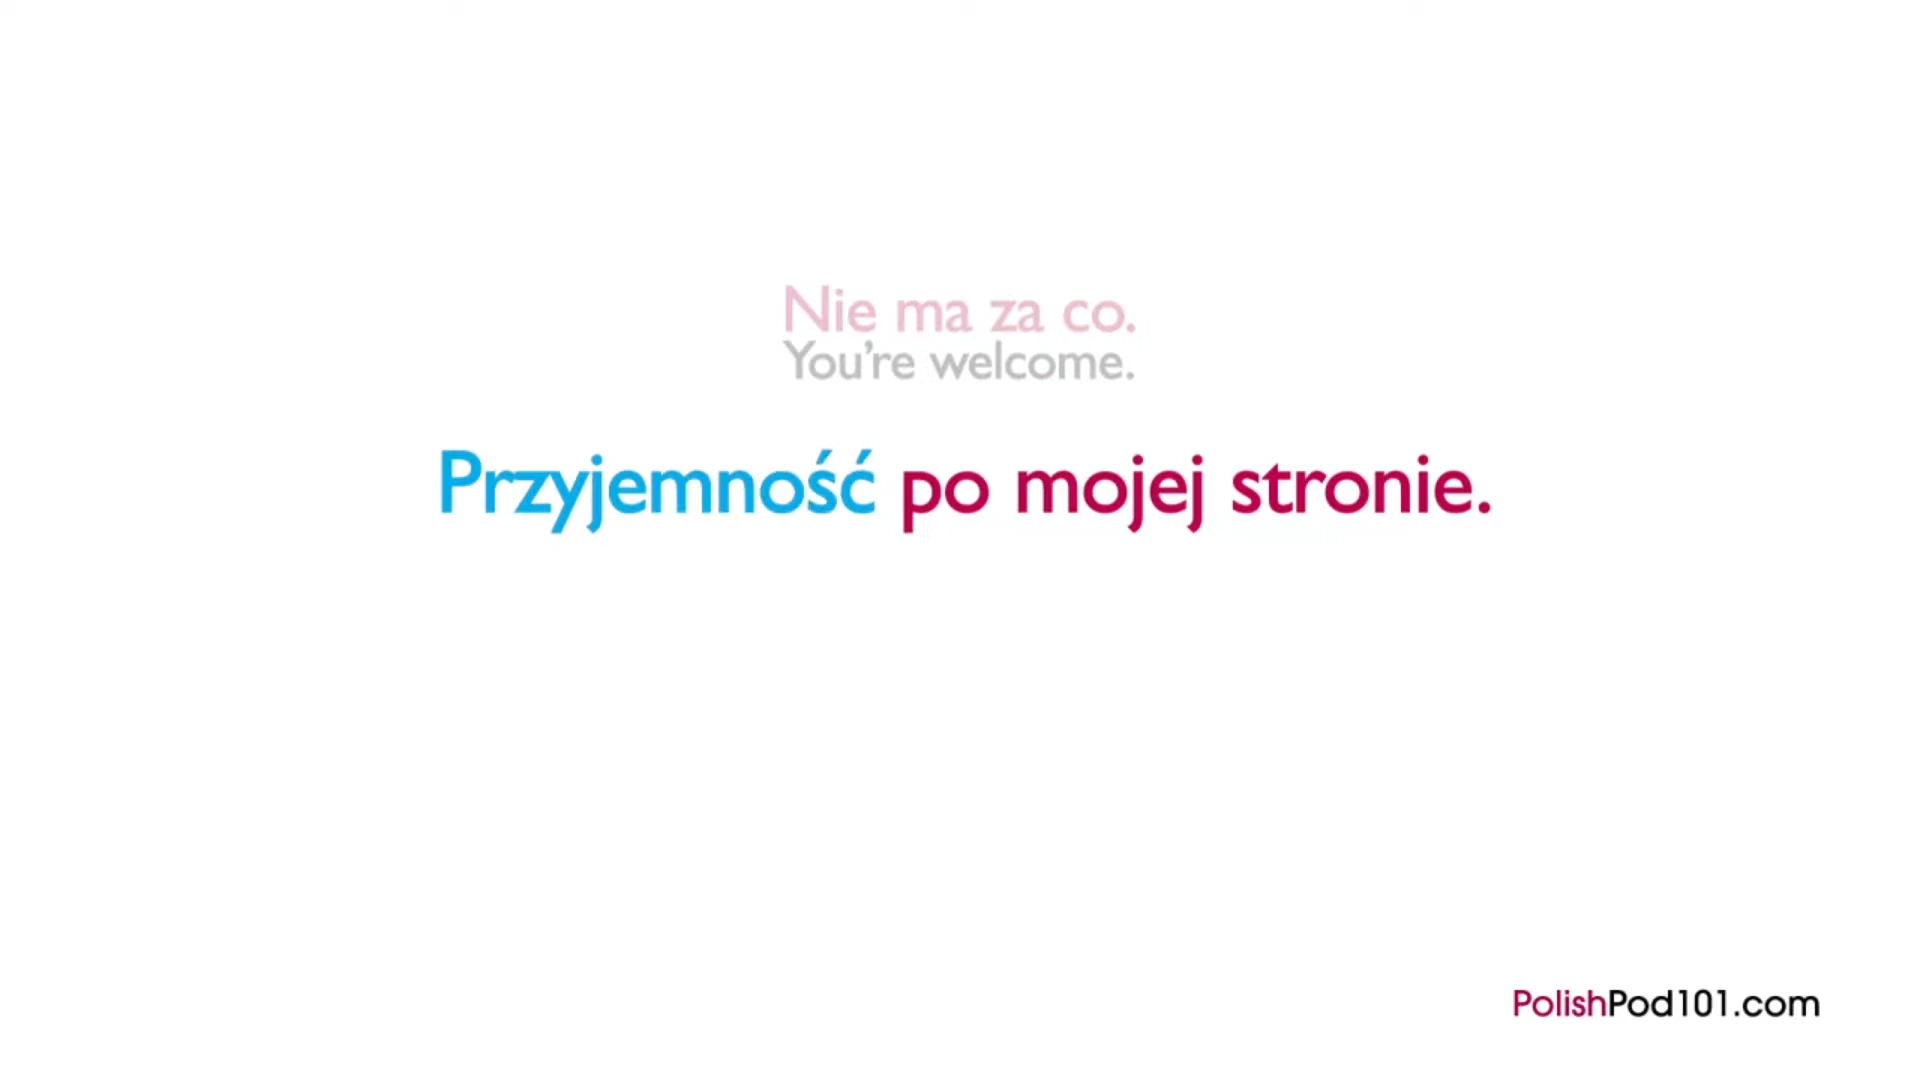 Nie ma za co.
You're welcome.
Przyjemność po mojej stronie.
PolishPod101.com